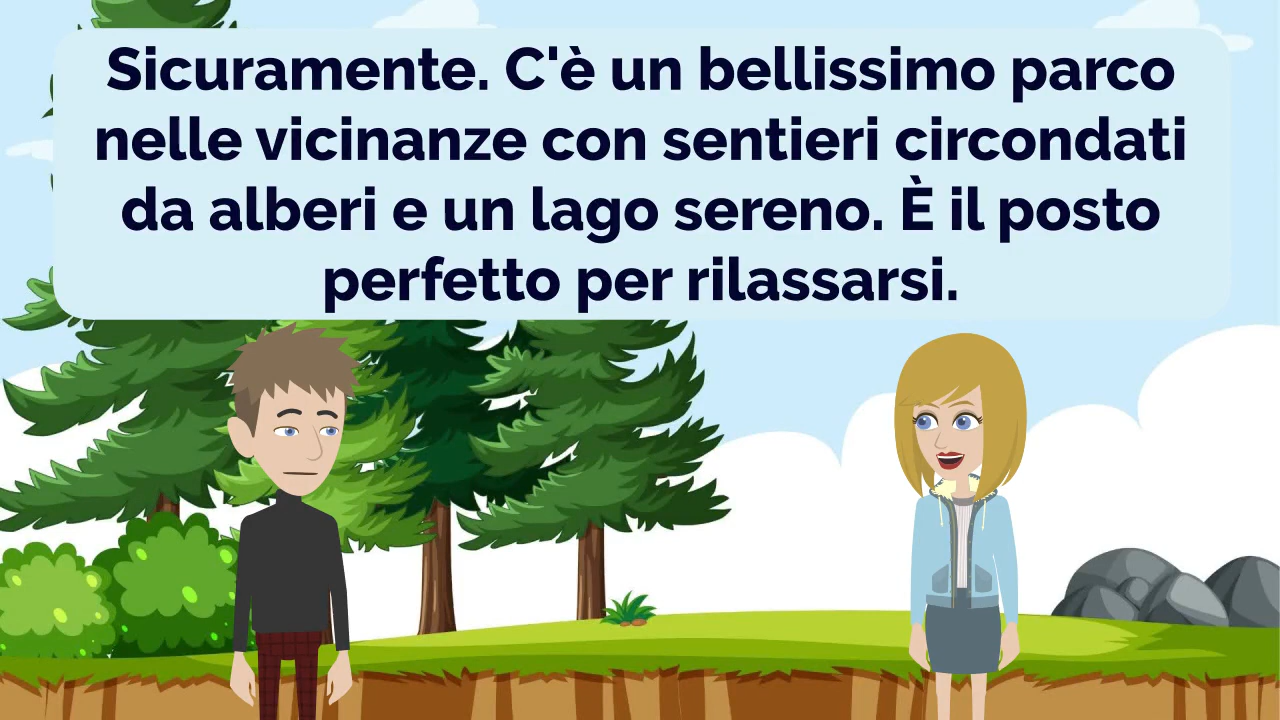 Sicuramente. C'è un bellissimo parco
nelle vicinanze con sentieri circondati
da alberi e un lago sereno. È il posto
perfetto per rilassarsi.